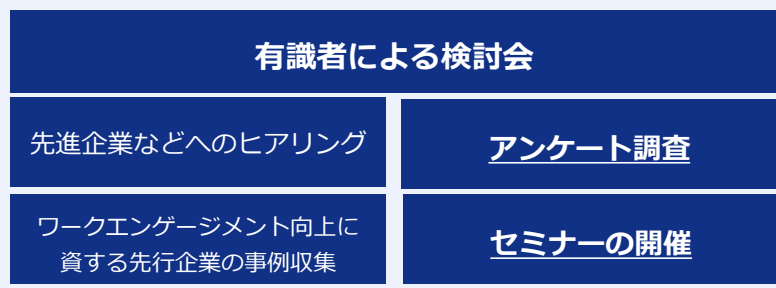 有識者による検討会
先進企業などへのヒアリング
アンケート調査
ワークエンゲージメント向上に
資する先行企業の事例収集
セミナーの開催